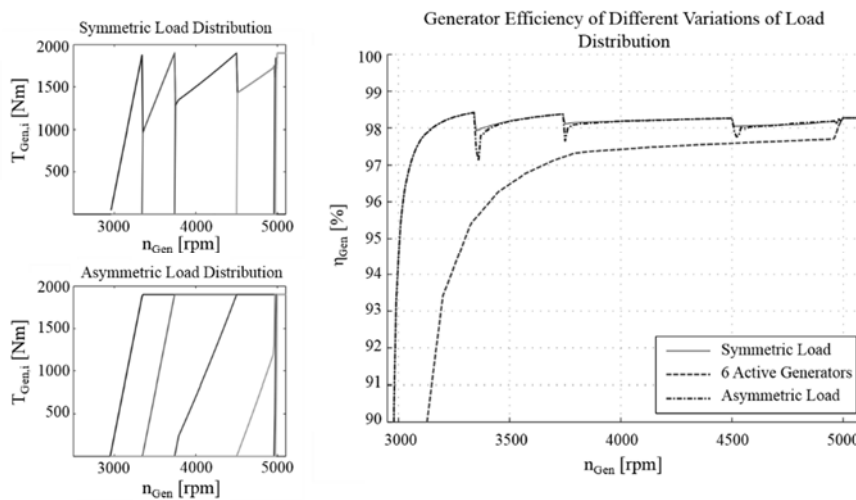 Symmetric Load Distribution
2000
1500
1000
500
T_Gen,i [Nm]
3000 4000 5000
n_Gen [rpm]
Asymmetric Load Distribution
2000
1500
1000
500
T_Gen,i [Nm]
3000 4000 5000
n_Gen [rpm]
Generator Efficiency of Different Variations of Load
Distribution
100
99
98
97
96
95
94
93
92
91
90
η_Gen [%]
Symmetric Load
6 Active Generators
Asymmetric Load
3000 3500 4000 4500 5000
n_Gen [rpm]